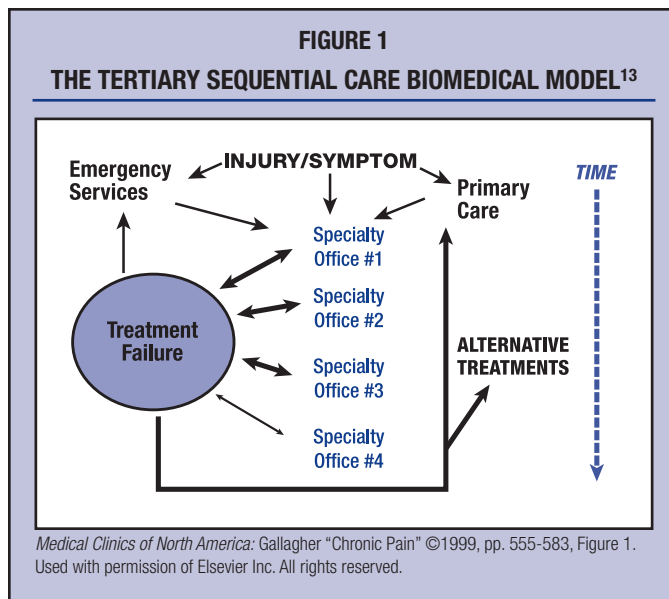 FIGURE 1
THE TERTIARY SEQUENTIAL CARE BIOMEDICAL MODEL13
INJURY/SYMPTOM
Emergency
Services
Primary
Care
TIME
Specialty
Office #1
Specialty
Office #2
Treatment
Failure
ALTERNATIVE
TREATMENTS
Specialty
Office #3
Specialty
Office #4
Medical Clinics of North America: Gallagher “Chronic Pain” ©1999, pp. 555-583, Figure 1.
Used with permission of Elsevier Inc. All rights reserved.